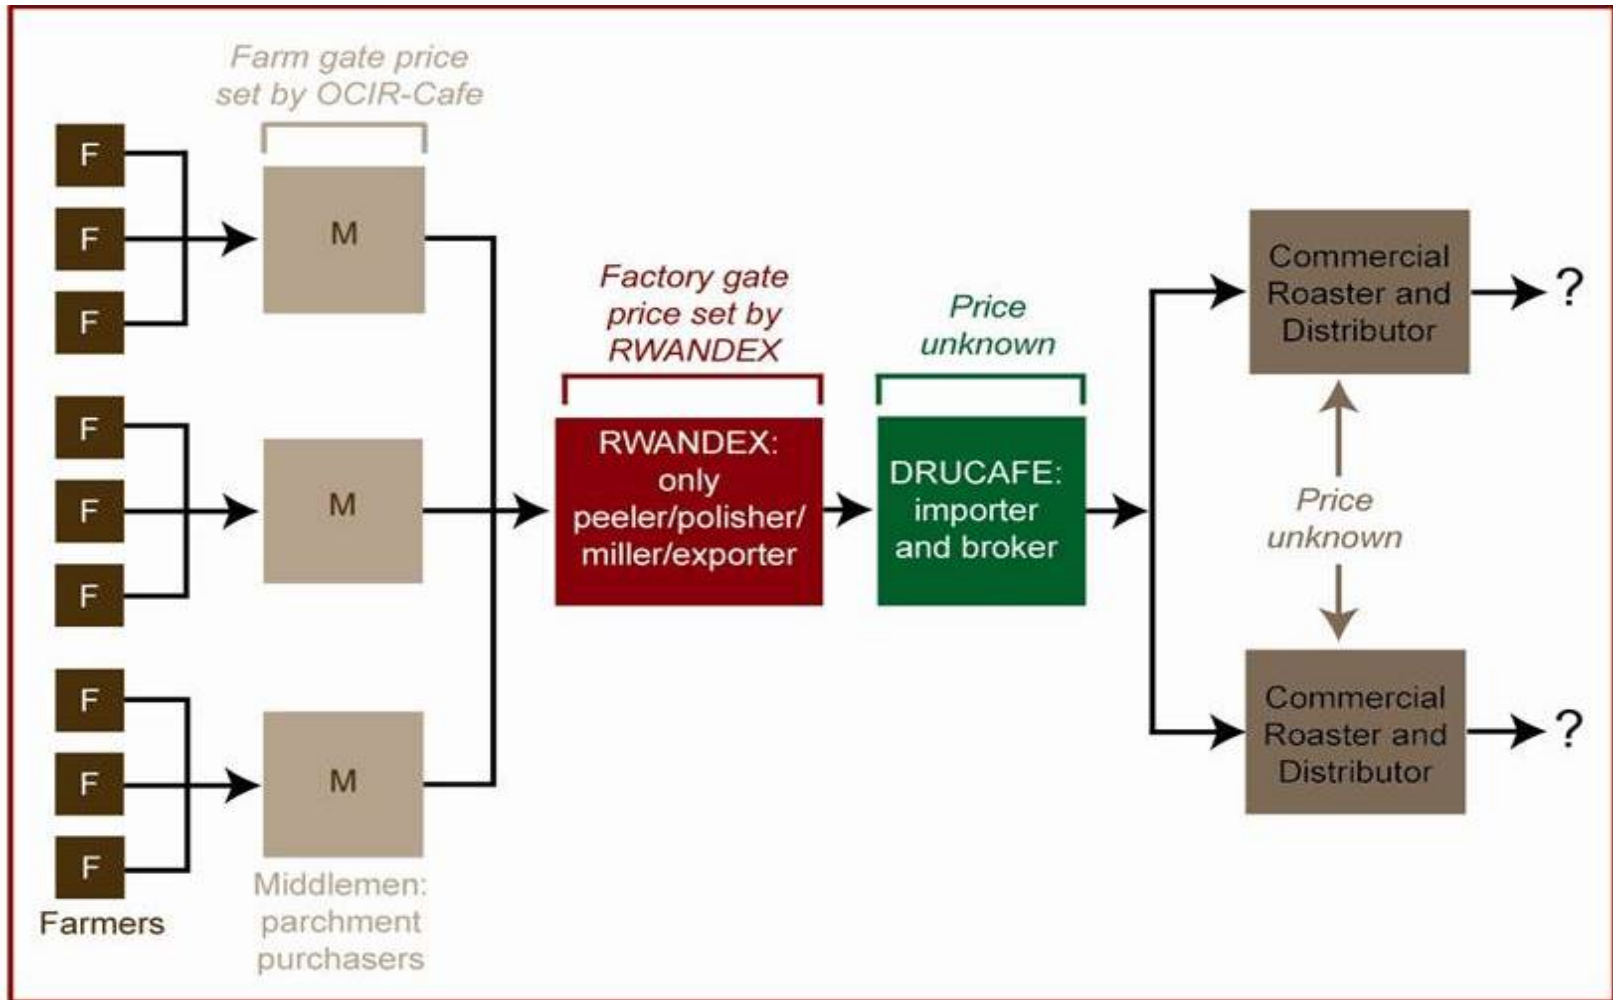 Farm gate price
set by OCIR-Cafe
F
F
F
M
F
F
F
M
F
F
F
M
Farmers
Middlemen:
parchment
purchasers
Factory gate
price set by
RWANDEX
RWANDEX:
only
peeler/polisher/
miller/exporter
Price
unknown
DRUCAFE:
importer
and broker
Commercial
Roaster and
Distributor
?
Price
unknown
Commercial
Roaster and
Distributor
?